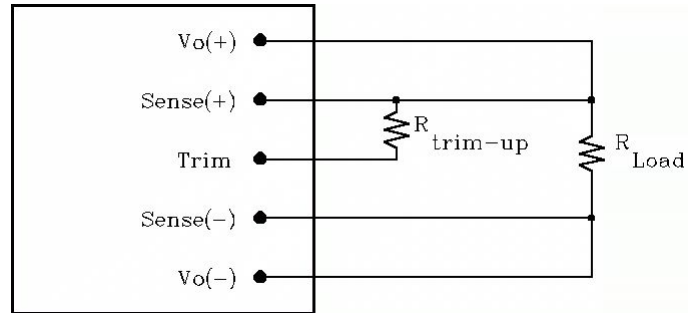 Vo(+)
Sense(+)
Trim
Sense(-)
Vo(-)
R trim-up
R Load